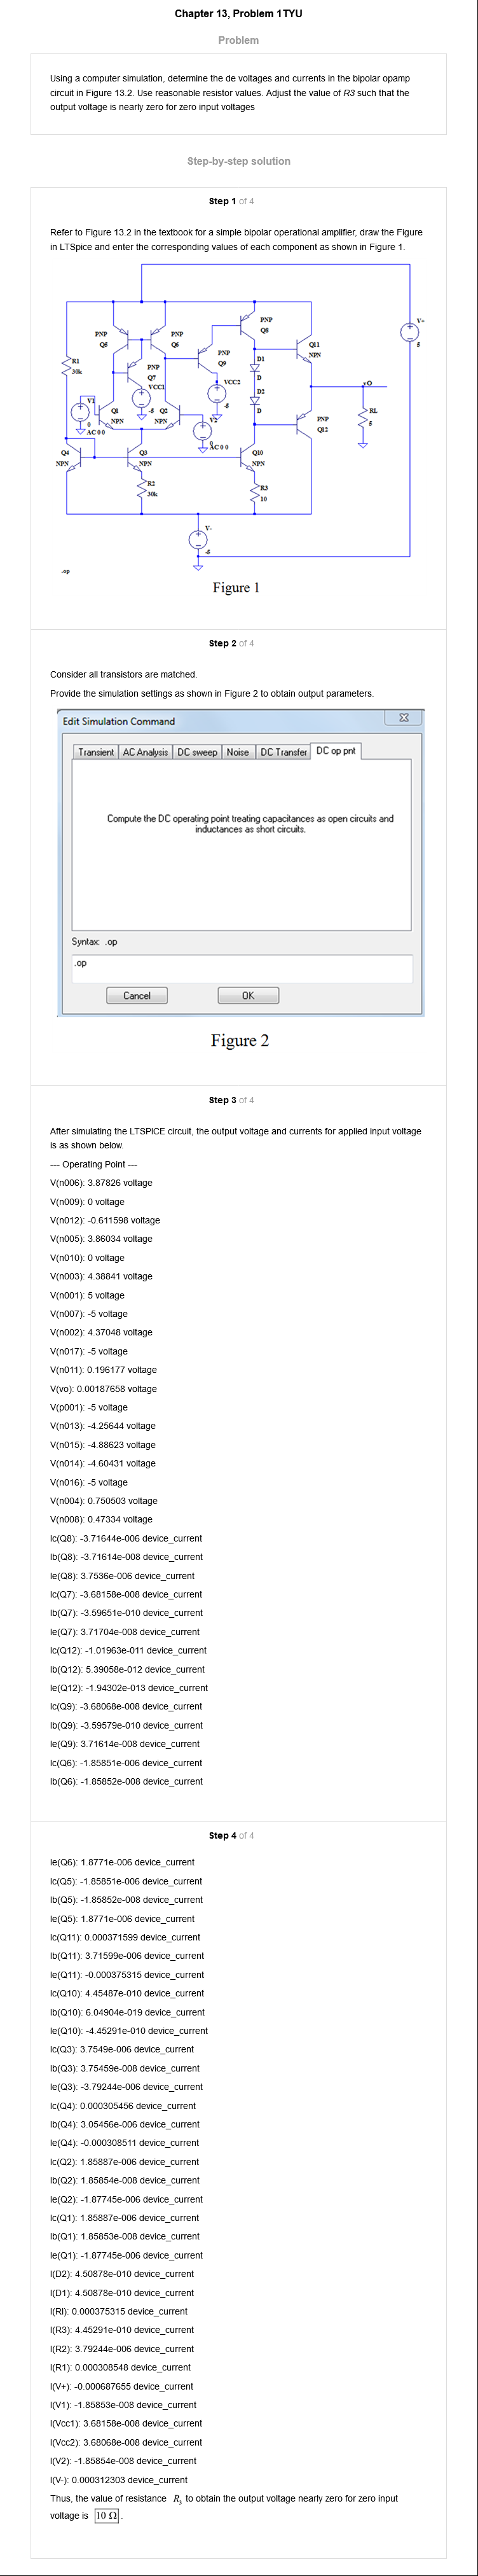 Chapter 13, Problem 1TYU
Problem
Using a computer simulation, determine the de voltages and currents in the bipolar opamp
circuit in Figure 13.2. Use reasonable resistor values. Adjust the value of R3 such that the
output voltage is nearly zero for zero input voltages
Step-by-step solution
Step 1 of 4
Refer to Figure 13.2 in the textbook for a simple bipolar operational amplifier, draw the Figure
in LTSpice and enter the corresponding values of each component as shown in Figure 1.
PNP
Q5
PNP
Q6
PNP
Q8
V+
5
R1
30k
PNP
Q7
VCC1
-5
PNP
Q9
VCC2
-5
D1
D
D2
D
Q11
NPN
vO
V1
0
AC 0 0
Q1
NPN
Q2
NPN
V2
0
AC 0 0
PNP
Q12
RL
5
Q4
NPN
Q3
NPN
Q10
NPN
R2
30k
R3
10
V-
-5
.op
Figure 1
Step 2 of 4
Consider all transistors are matched.
Provide the simulation settings as shown in Figure 2 to obtain output parameters.
Edit Simulation Command
Transient AC Analysis DC sweep Noise DC Transfer DC op pnt
Compute the DC operating point treating capacitances as open circuits and
inductances as short circuits.
Syntax: .op
.op
Cancel OK
Figure 2
Step 3 of 4
After simulating the LTSPICE circuit, the output voltage and currents for applied input voltage
is as shown below.
--- Operating Point ---
V(n006): 3.87826 voltage
V(n009): 0 voltage
V(n012): -0.611598 voltage
V(n005): 3.86034 voltage
V(n010): 0 voltage
V(n003): 4.38841 voltage
V(n001): 5 voltage
V(n007): -5 voltage
V(n002): 4.37048 voltage
V(n017): -5 voltage
V(n011): 0.196177 voltage
V(vo): 0.00187658 voltage
V(p001): -5 voltage
V(n013): -4.25644 voltage
V(n015): -4.88623 voltage
V(n014): -4.60431 voltage
V(n016): -5 voltage
V(n004): 0.750503 voltage
V(n008): 0.47334 voltage
Ic(Q8): -3.71644e-006 device_current
Ib(Q8): -3.71614e-008 device_current
Ie(Q8): 3.7536e-006 device_current
Ic(Q7): -3.68158e-008 device_current
Ib(Q7): -3.59651e-010 device_current
Ie(Q7): 3.71704e-008 device_current
Ic(Q12): -1.01963e-011 device_current
Ib(Q12): 5.39058e-012 device_current
Ie(Q12): -1.94302e-013 device_current
Ic(Q9): -3.68068e-008 device_current
Ib(Q9): -3.59579e-010 device_current
Ie(Q9): 3.71614e-008 device_current
Ic(Q6): -1.85851e-006 device_current
Ib(Q6): -1.85852e-008 device_current
Step 4 of 4
Ie(Q6): 1.8771e-006 device_current
Ic(Q5): -1.85851e-006 device_current
Ib(Q5): -1.85852e-008 device_current
Ie(Q5): 1.8771e-006 device_current
Ic(Q11): 0.000371599 device_current
Ib(Q11): 3.71599e-006 device_current
Ie(Q11): -0.000375315 device_current
Ic(Q10): 4.45487e-010 device_current
Ib(Q10): 6.04904e-019 device_current
Ie(Q10): -4.45291e-010 device_current
Ic(Q3): 3.7549e-006 device_current
Ib(Q3): 3.75459e-008 device_current
Ie(Q3): -3.79244e-006 device_current
Ic(Q4): 0.000305456 device_current
Ib(Q4): 3.05456e-006 device_current
Ie(Q4): -0.000308511 device_current
Ic(Q2): 1.85887e-006 device_current
Ib(Q2): 1.85854e-008 device_current
Ie(Q2): -1.87745e-006 device_current
Ic(Q1): 1.85887e-006 device_current
Ib(Q1): 1.85853e-008 device_current
Ie(Q1): -1.87745e-006 device_current
I(D2): 4.50878e-010 device_current
I(D1): 4.50878e-010 device_current
I(Rl): 0.000375315 device_current
I(R3): 4.45291e-010 device_current
I(R2): 3.79244e-006 device_current
I(R1): 0.000308548 device_current
I(V+): -0.000687655 device_current
I(V1): -1.85853e-008 device_current
I(Vcc1): 3.68158e-008 device_current
I(Vcc2): 3.68068e-008 device_current
I(V2): -1.85854e-008 device_current
I(V-): 0.000312303 device_current
Thus, the value of resistance R₃ to obtain the output voltage nearly zero for zero input
voltage is 10 Ω.